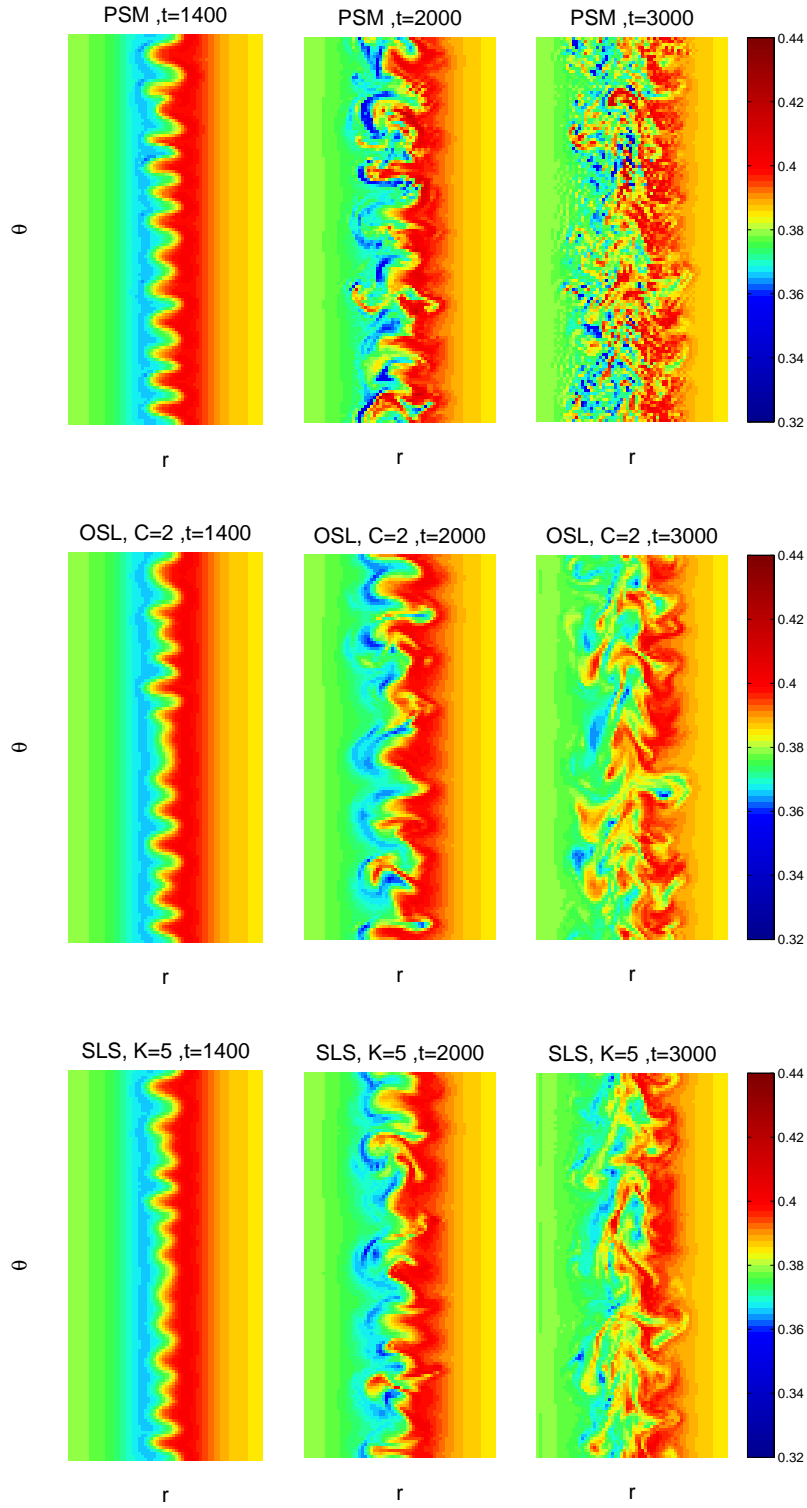 PSM ,t=1400 PSM ,t=2000 PSM ,t=3000
0.44
0.42
0.4
0.38
0.36
0.34
0.32
θ
r r r
OSL, C=2 ,t=1400 OSL, C=2 ,t=2000 OSL, C=2 ,t=3000
0.44
0.42
0.4
0.38
0.36
0.34
0.32
θ
r r r
SLS, K=5 ,t=1400 SLS, K=5 ,t=2000 SLS, K=5 ,t=3000
0.44
0.42
0.4
0.38
0.36
0.34
0.32
θ
r r r